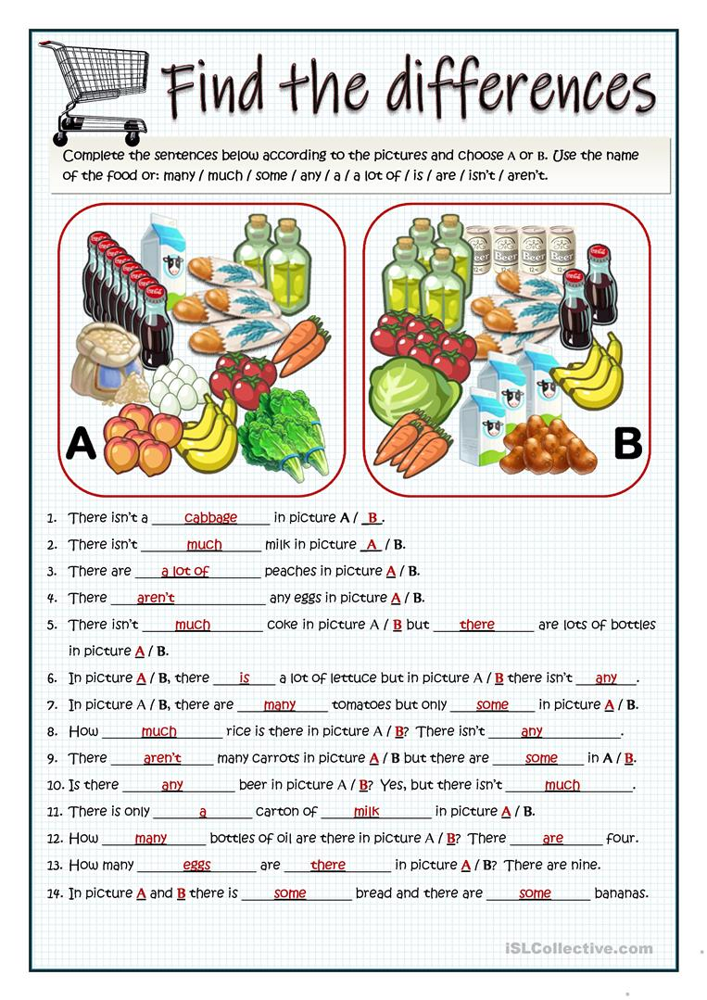 Find the differences
Complete the sentences below according to the pictures and choose A or B. Use the name
of the food or: many / much / some / any / a / a lot of / is / are / isn't / aren't.
Beer Beer Beer Beer
A
B
1. There isn't a cabbage in picture A / B.
2. There isn't much milk in picture A / B.
3. There are a lot of peaches in picture A / B.
4. There aren't any eggs in picture A / B.
5. There isn't much coke in picture A / B but there are lots of bottles
in picture A / B.
6. In picture A / B, there is a lot of lettuce but in picture A / B there isn't any.
7. In picture A / B, there are many tomatoes but only some in picture A / B.
8. How much rice is there in picture A / B? There isn't any.
9. There aren't many carrots in picture A / B but there are some in A / B.
10. Is there any beer in picture A / B? Yes, but there isn't much.
11. There is only a carton of milk in picture A / B.
12. How many bottles of oil are there in picture A / B? There are four.
13. How many eggs are there in picture A / B? There are nine.
14. In picture A and B there is some bread and there are some bananas.
iSLCollective.com